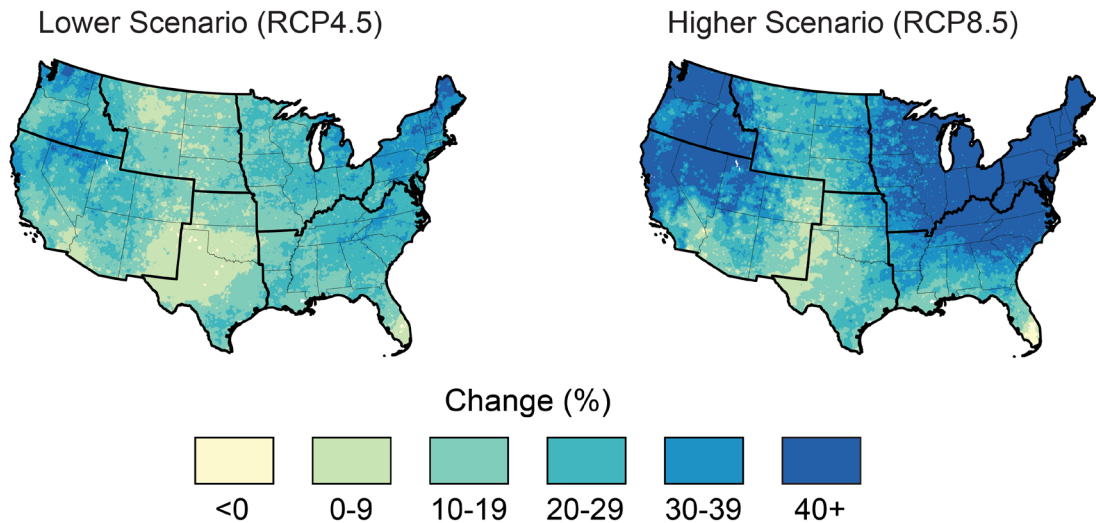 Lower Scenario (RCP4.5)
Higher Scenario (RCP8.5)
Change (%)
<0
0-9
10-19
20-29
30-39
40+